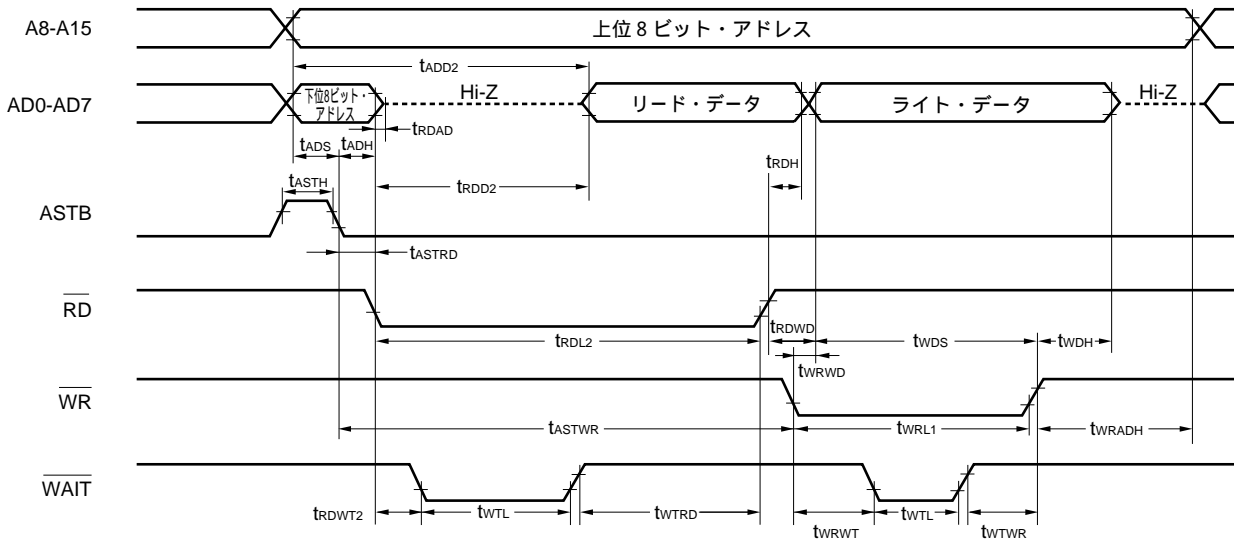 A8-A15
上位 8 ビット・アドレス
tADD2
AD0-AD7
下位8ビット・
アドレス
Hi-Z
リード・データ
ライト・データ
Hi-Z
tRDAD
tADS
tADH
tRDH
tASTH
tRDD2
ASTB
tASTRD
RD
tRDWD
tRDL2
tWDS
tWDH
tWRWD
WR
tASTWR
tWRL1
tWRADH
WAIT
tRDWT2
tWTL
tWTRD
tWRWT
tWTL
tWTWR